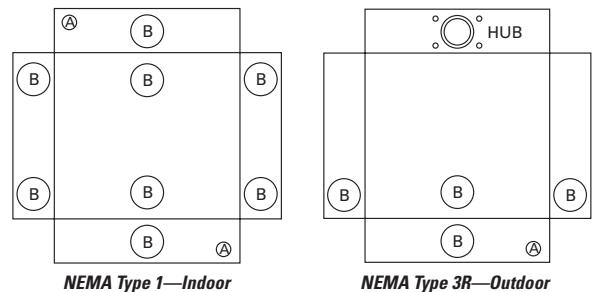 A B
HUB
B B B
B B B
B B B
B A
B A
NEMA Type 1—Indoor
NEMA Type 3R—Outdoor